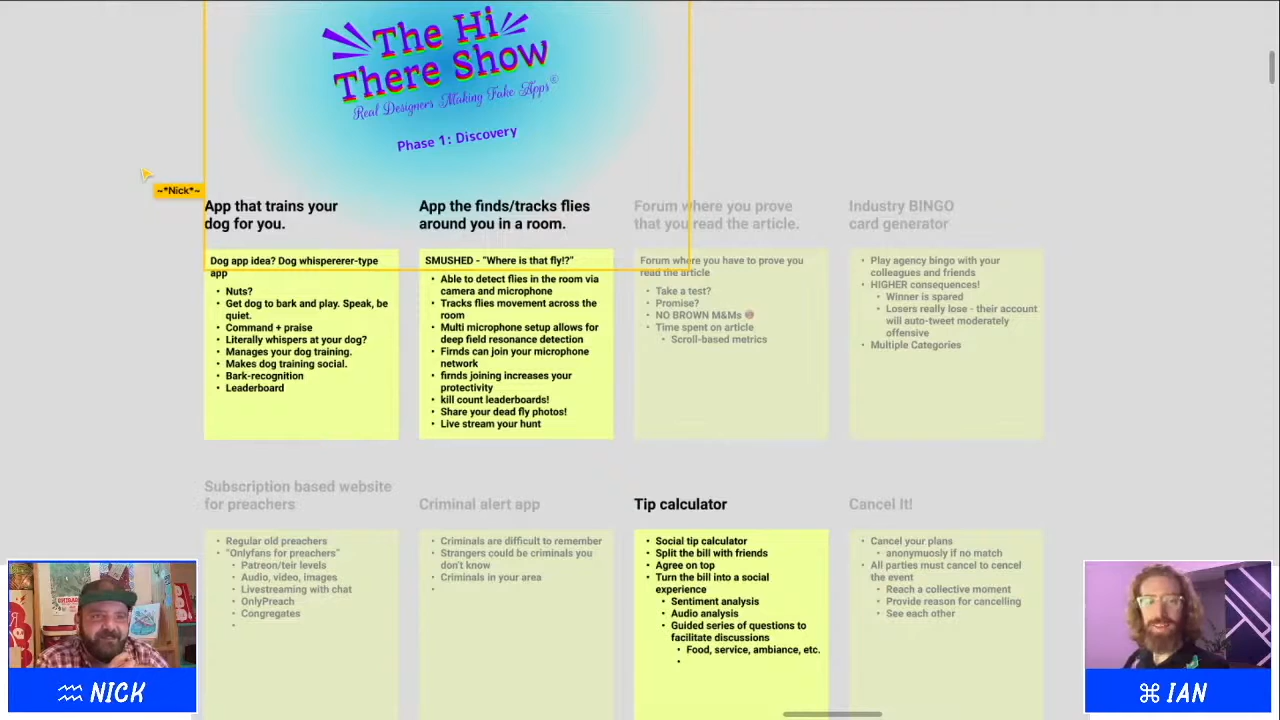 The Hi
There Show
Real Designers Making Fake Apps®
Phase 1: Discovery
~*Nick*~
App that trains your
dog for you.
Dog app idea? Dog whispererer-type
app
• Nuts?
• Get dog to bark and play. Speak, be
quiet.
• Command + praise
• Literally whispers at your dog?
• Manages your dog training.
• Makes dog training social.
• Bark-recognition
• Leaderboard
App the finds/tracks flies
around you in a room.
SMUSHED - "Where is that fly!?"
• Able to detect flies in the room via
camera and microphone
• Tracks flies movement across the
room
• Multi microphone setup allows for
deep field resonance detection
• Firnds can join your microphone
network
• firnds joining increases your
protectivity
• kill count leaderboards!
• Share your dead fly photos!
• Live stream your hunt
Forum where you prove
that you read the article.
Forum where you have to prove you
read the article
• Take a test?
• Promise?
• NO BROWN M&Ms
• Time spent on article
• Scroll-based metrics
Industry BINGO
card generator
• Play agency bingo with your
colleagues and friends
• HIGHER consequences!
• Winner is spared
• Losers really lose - their account
will auto-tweet moderately
offensive
• Multiple Categories
Subscription based website
for preachers
• Regular old preachers
• "Onlyfans for preachers"
• Patreon/teir levels
• Audio, video, images
• Livestreaming with chat
• OnlyPreach
• Congregates
Criminal alert app
• Criminals are difficult to remember
• Strangers could be criminals you
don't know
• Criminals in your area
Tip calculator
• Social tip calculator
• Split the bill with friends
• Agree on top
• Turn the bill into a social
experience
• Sentiment analysis
• Audio analysis
• Guided series of questions to
facilitate discussions
• Food, service, ambiance, etc.
Cancel It!
• Cancel your plans
• anonymuosly if no match
• All parties must cancel to cencel
the event
• Reach a collective moment
• Provide reason for cancelling
• See each other
♒ NICK
⌘ IAN